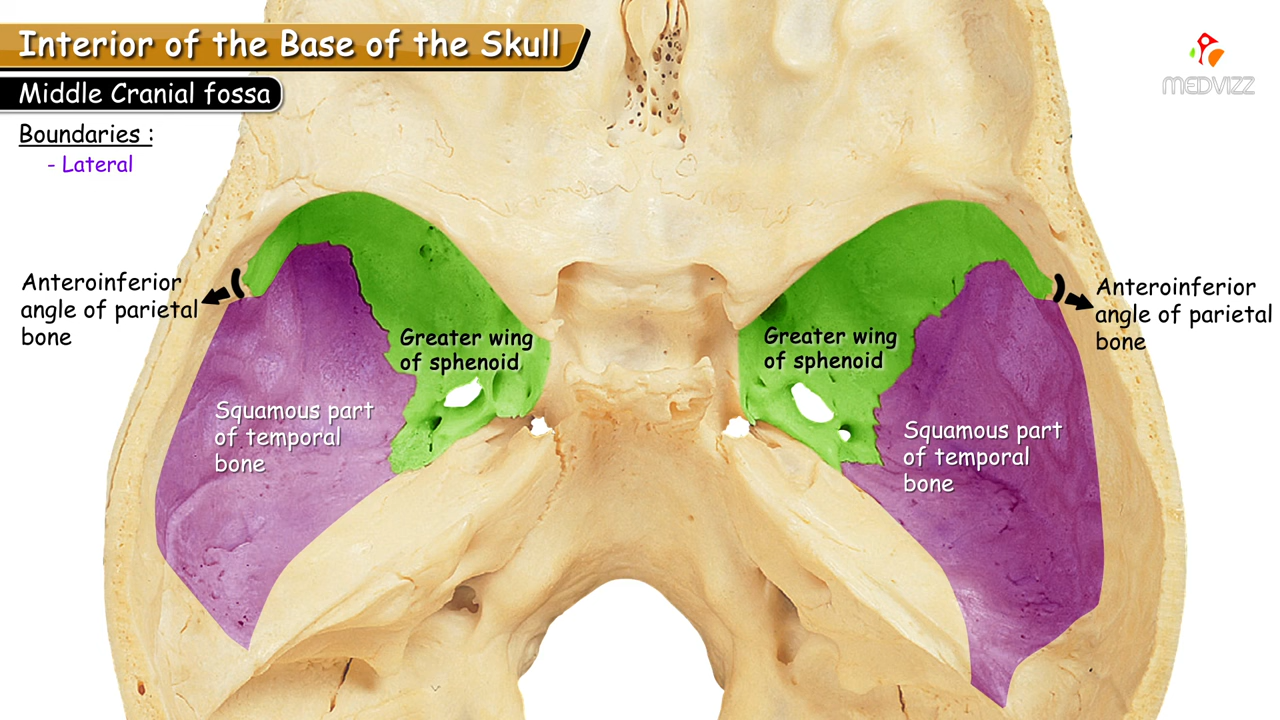 Interior of the Base of the Skull
MEDVIZZ
Middle Cranial fossa
Boundaries :
- Lateral
Anteroinferior
angle of parietal
bone
Greater wing
of sphenoid
Squamous part
of temporal
bone
Greater wing
of sphenoid
Squamous part
of temporal
bone
Anteroinferior
angle of parietal
bone